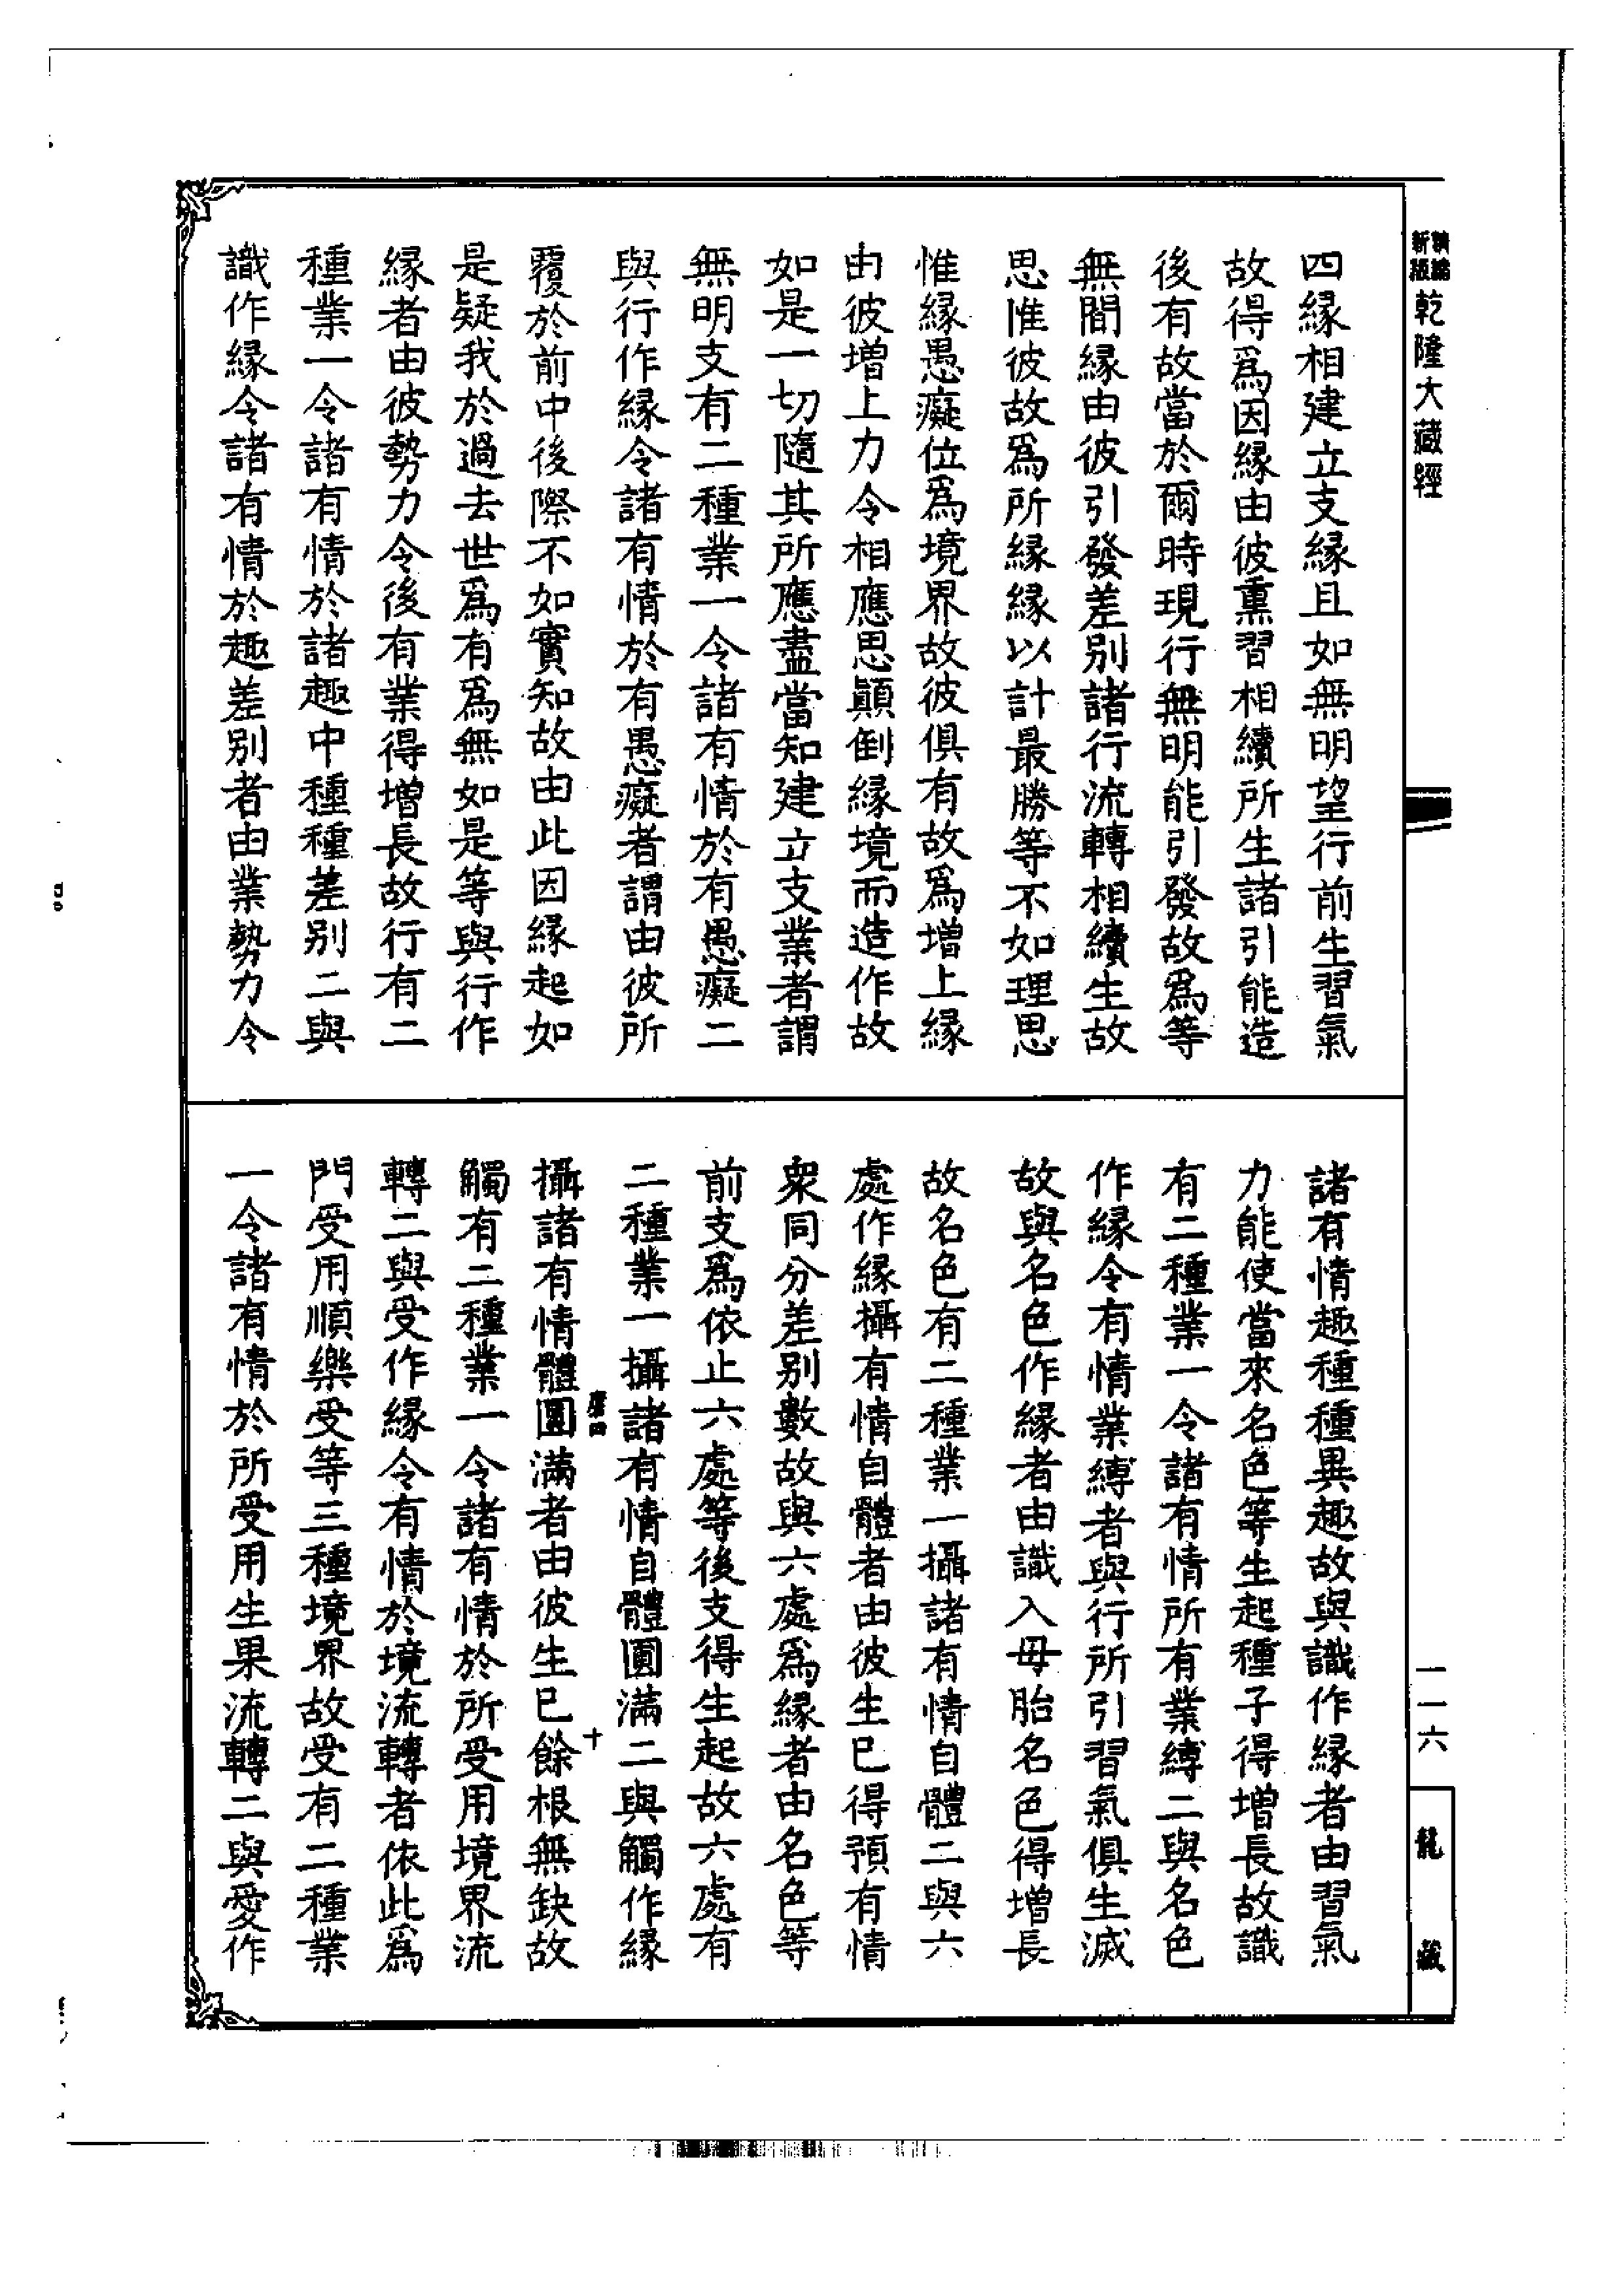 新版
精縮
乾隆大藏經
四緣相建立支緣且如無明望行前生習氣
故得爲因緣由彼熏習相續所生諸引能造
後有故當於爾時現行無明能引發故爲等
無間緣由彼引發差別諸行流轉相續生故
思惟彼故爲所緣緣以計最勝等不如理思
惟緣愚癡位爲境界故彼俱有故爲增上緣
由彼增上力令相應思顚倒緣境而造作故
如是一切隨其所應盡當知建立支業者謂
無明支有二種業一令諸有情於有愚癡二
與行作緣令諸有情於有愚癡者謂由彼所
覆於前中後際不如實知故由此因緣起如
是疑我於過去世爲有爲無如是等與行作
緣者由彼勢力令後有業得增長故行有二
種業一令諸有情於諸趣中種種差別二與
識作緣令諸有情於趣差別者由業勢力令
諸有情趣種種異趣故與識作緣者由習氣
力能使當來名色等生起種子得增長故識
有二種業一令諸有情所有業縛二與名色
作緣令有情業縛者與行所引習氣俱生滅
故與名色作緣者由識入母胎名色得增長
故名色有二種業一攝諸有情自體二與六
處作緣攝有情自體者由彼生已得預有情
衆同分差別數故與六處爲緣者由名色等
前支爲依止六處等後支得生起故六處有
二種業一攝諸有情自體圓滿二與觸作緣
十
攝諸有情體圓滿者由彼生已餘根無缺故
觸有二種業一令諸有情於所受用境界流
轉二與受作緣令有情於境流轉者依此爲
門受用順樂受等三種境界故受有二種業
一令諸有情於所受用生果流轉二與愛作
一一六
龍藏